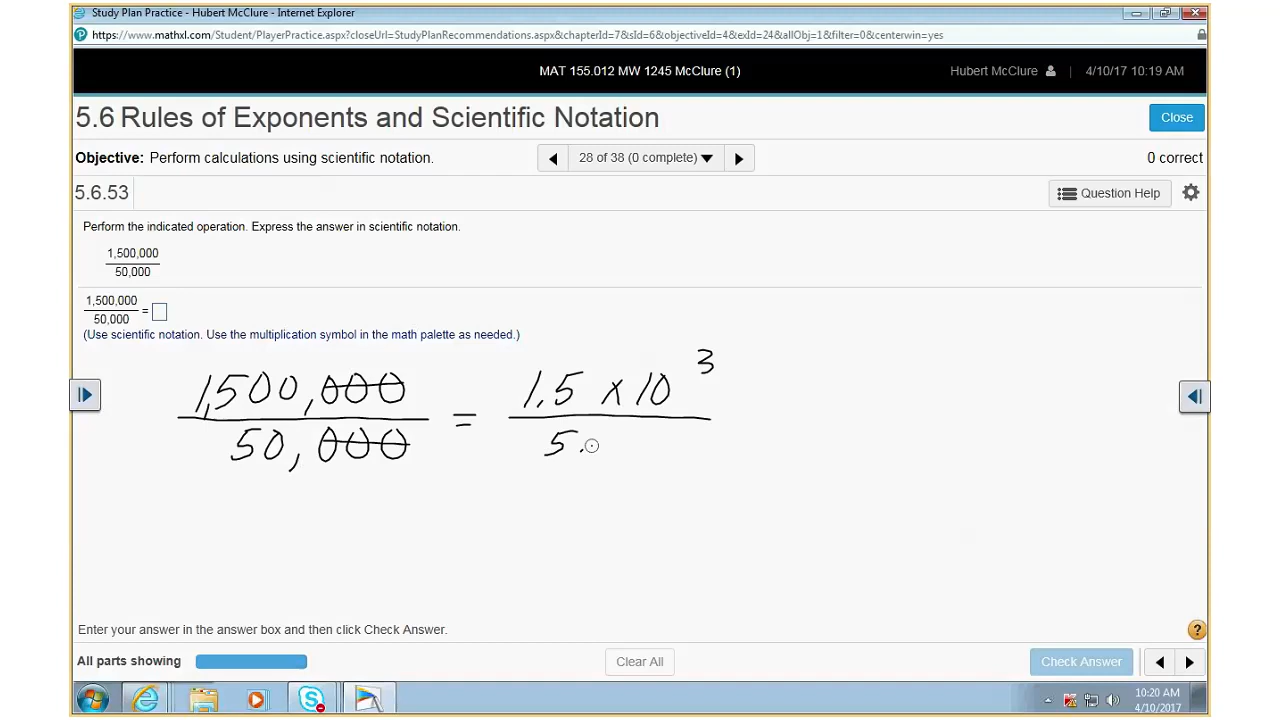 Study Plan Practice - Hubert McClure - Internet Explorer
https://www.mathxl.com/Student/PlayerPractice.aspx?closeUrl=StudyPlanRecommendations.aspx&chapterId=7&sId=6&objectiveId=4&exId=24&allObj=1&filter=0&centerwin=yes
MAT 155.012 MW 1245 McClure (1)
Hubert McClure | 4/10/17 10:19 AM
5.6 Rules of Exponents and Scientific Notation
Close
Objective: Perform calculations using scientific notation.
28 of 38 (0 complete)
0 correct
5.6.53
Question Help
Perform the indicated operation. Express the answer in scientific notation.
1,500,000
50,000
1,500,000
50,000
=
(Use scientific notation. Use the multiplication symbol in the math palette as needed.)
1,500,000
50,000
=
1.5 x 10 3
5.
Enter your answer in the answer box and then click Check Answer.
?
All parts showing
Clear All
Check Answer
10:20 AM
4/10/2017